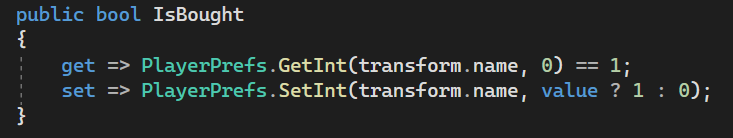 public bool IsBought
{
    get => PlayerPrefs.GetInt(transform.name, 0) == 1;
    set => PlayerPrefs.SetInt(transform.name, value ? 1 : 0);
}